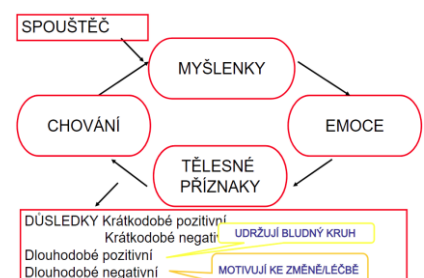 SPOUŠTĚČ
MYŠLENKY
CHOVÁNÍ
EMOCE
TĚLESNÉ
PŘÍZNAKY
DŮSLEDKY Krátkodobé pozitivní
Krátkodobé negati
UDRŽUJÍ BLUDNÝ KRUH
Dlouhodobé pozitivní
Dlouhodobé negativní
MOTIVUJÍ KE ZMĚNĚ/LÉČBĚ